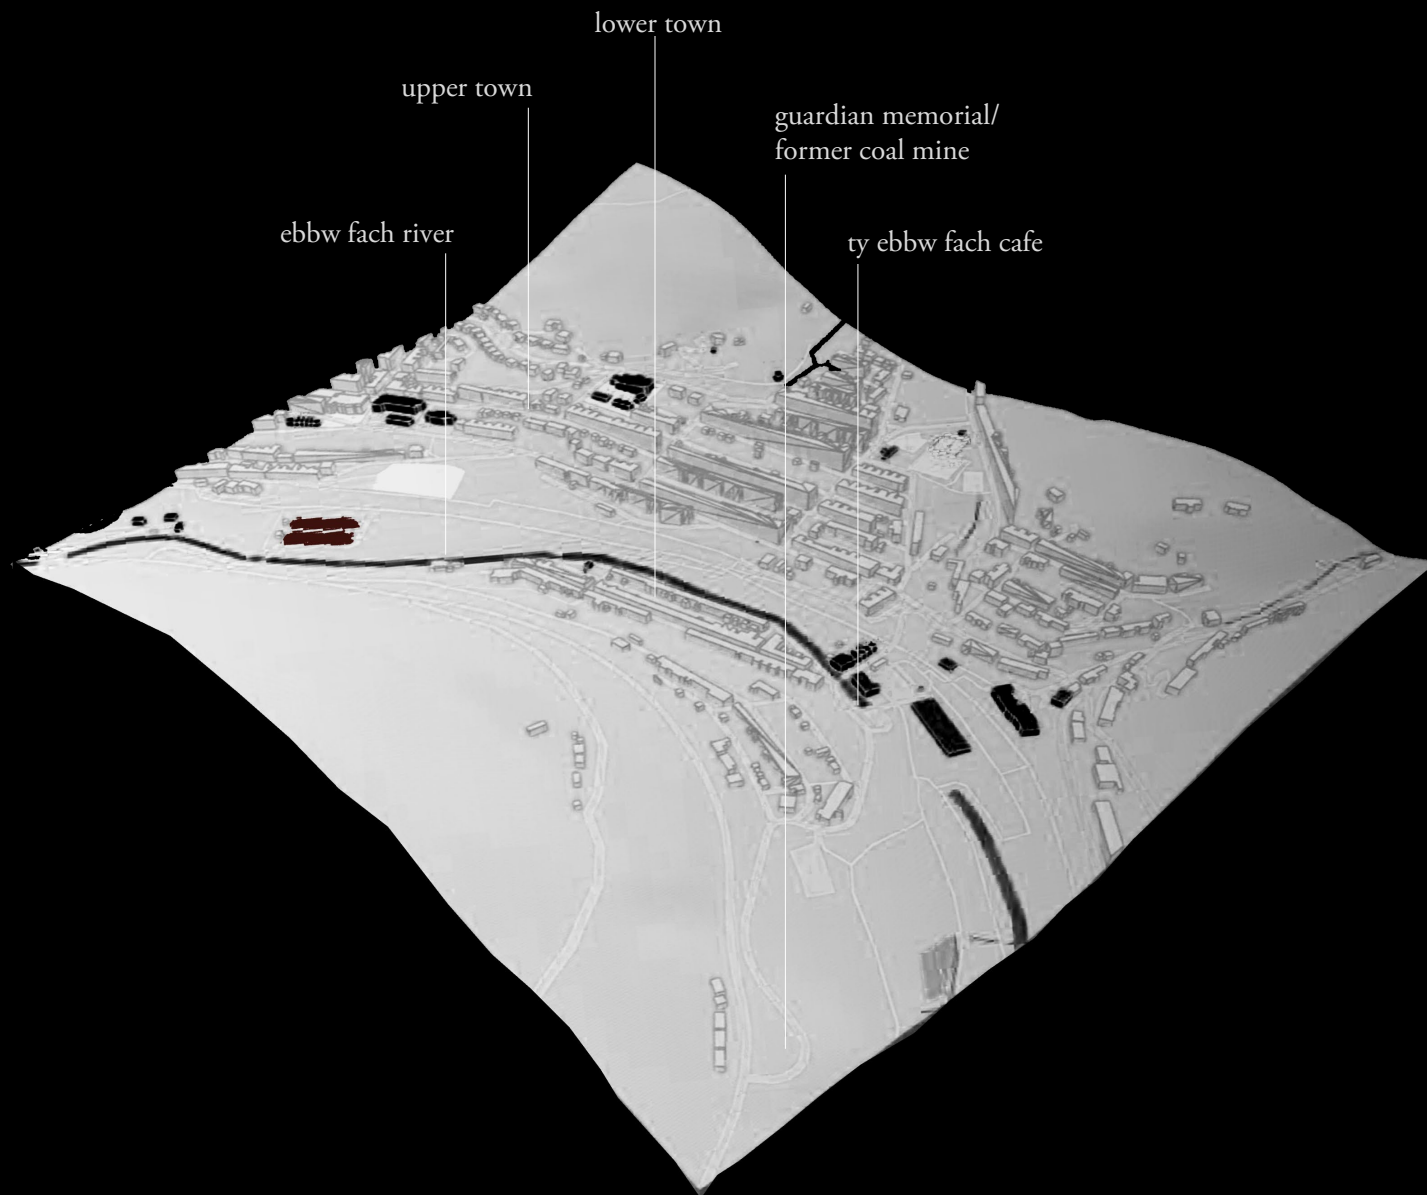 lower town
upper town
guardian memorial/
former coal mine
ebbw fach river
ty ebbw fach cafe